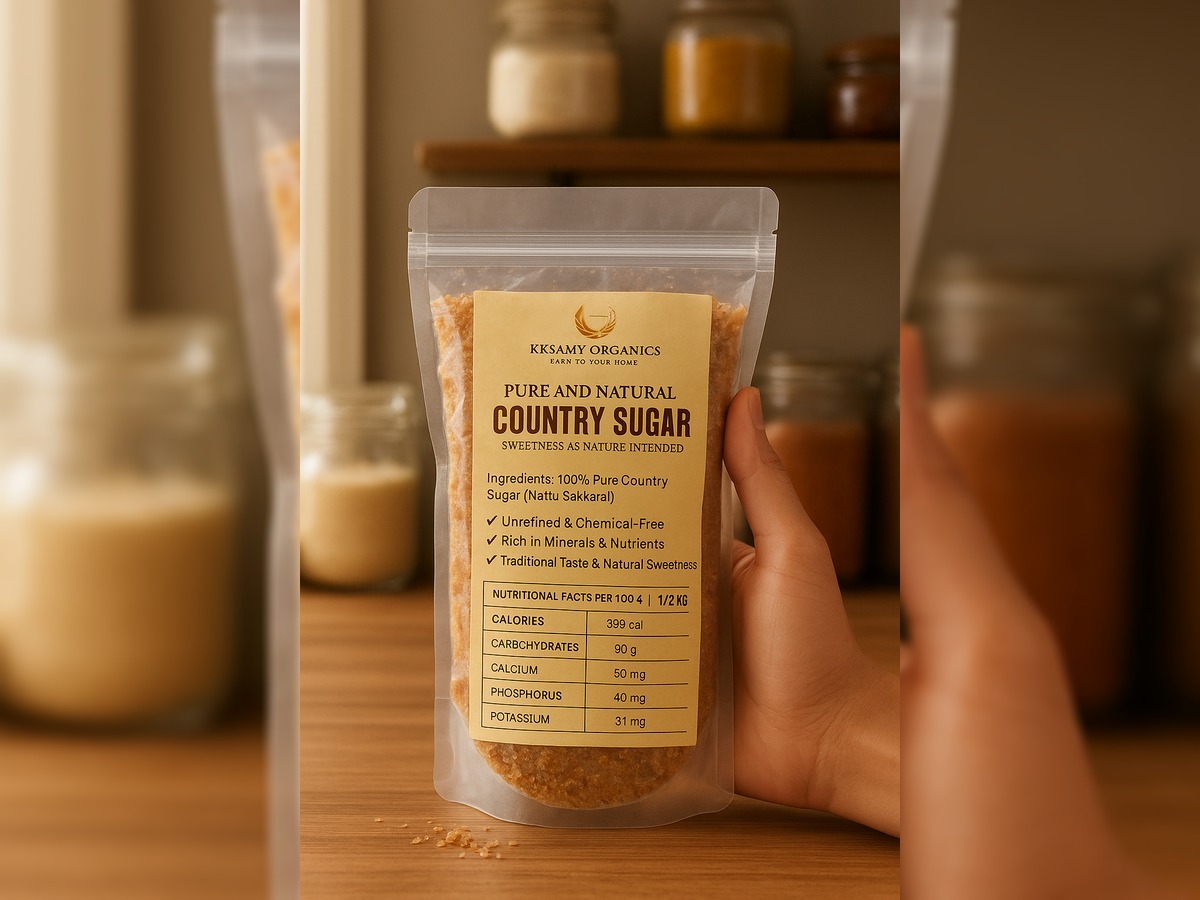 KKSAMY ORGANICS
EARN TO YOUR HOME
PURE AND NATURAL
COUNTRY SUGAR
SWEETNESS AS NATURE INTENDED
Ingredients: 100% Pure Country
Sugar (Nattu Sakkaral)
✓ Unrefined & Chemical-Free
✓ Rich in Minerals & Nutrients
✓ Traditional Taste & Natural Sweetness
NUTRITIONAL FACTS PER 100 4 | 1/2 KG
CALORIES 399 cal
CARBCHYDRATES 90 g
CALCIUM 50 mg
PHOSPHORUS 40 mg
POTASSIUM 31 mg